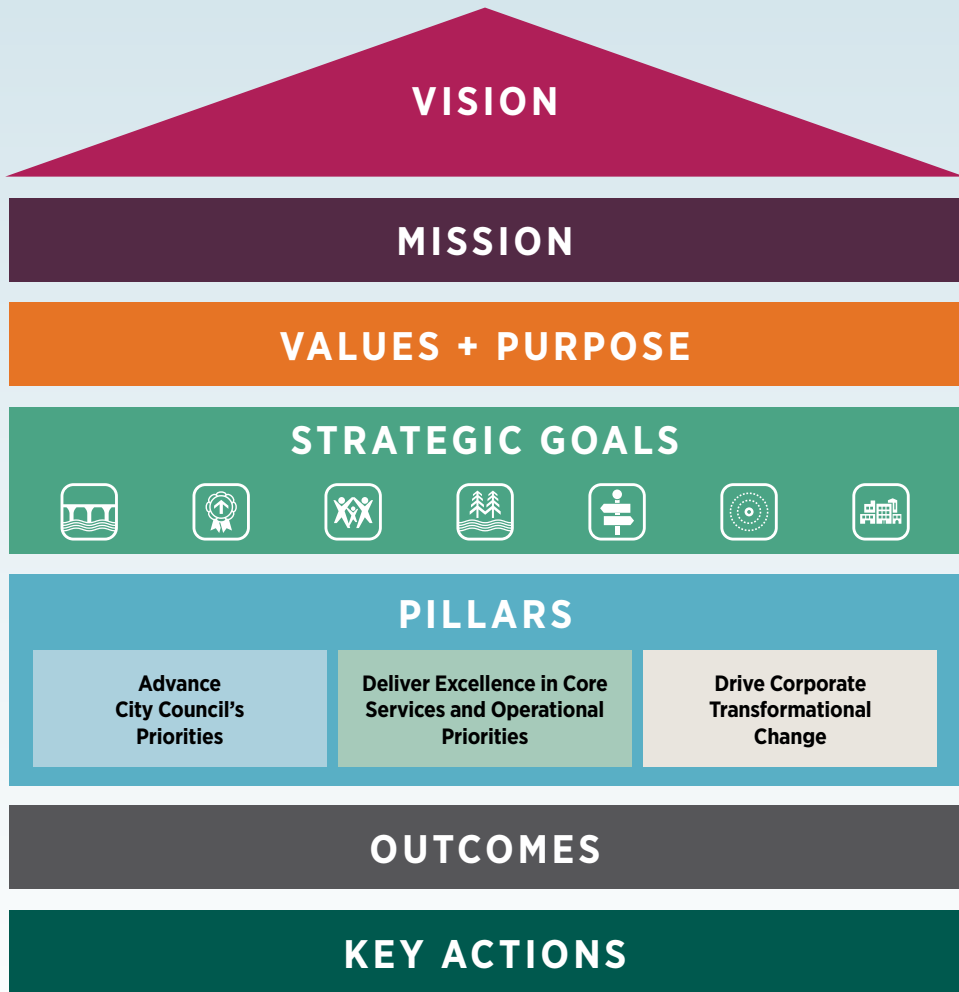 VISION
MISSION
VALUES + PURPOSE
STRATEGIC GOALS
PILLARS
Advance
City Council’s
Priorities
Deliver Excellence in Core
Services and Operational
Priorities
Drive Corporate
Transformational
Change
OUTCOMES
KEY ACTIONS